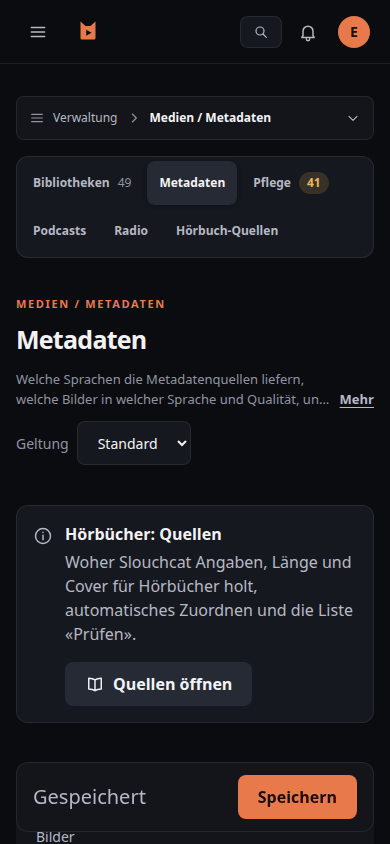 E
Verwaltung > Medien / Metadaten
Bibliotheken 49 Metadaten Pflege 41
Podcasts Radio Hörbuch-Quellen
MEDIEN / METADATEN
Metadaten
Welche Sprachen die Metadatenquellen liefern,
welche Bilder in welcher Sprache und Qualität, un... Mehr
Geltung Standard
Hörbücher: Quellen
Woher Slouchcat Angaben, Länge und
Cover für Hörbücher holt,
automatisches Zuordnen und die Liste
«Prüfen».
Quellen öffnen
Gespeichert Speichern
Bilder